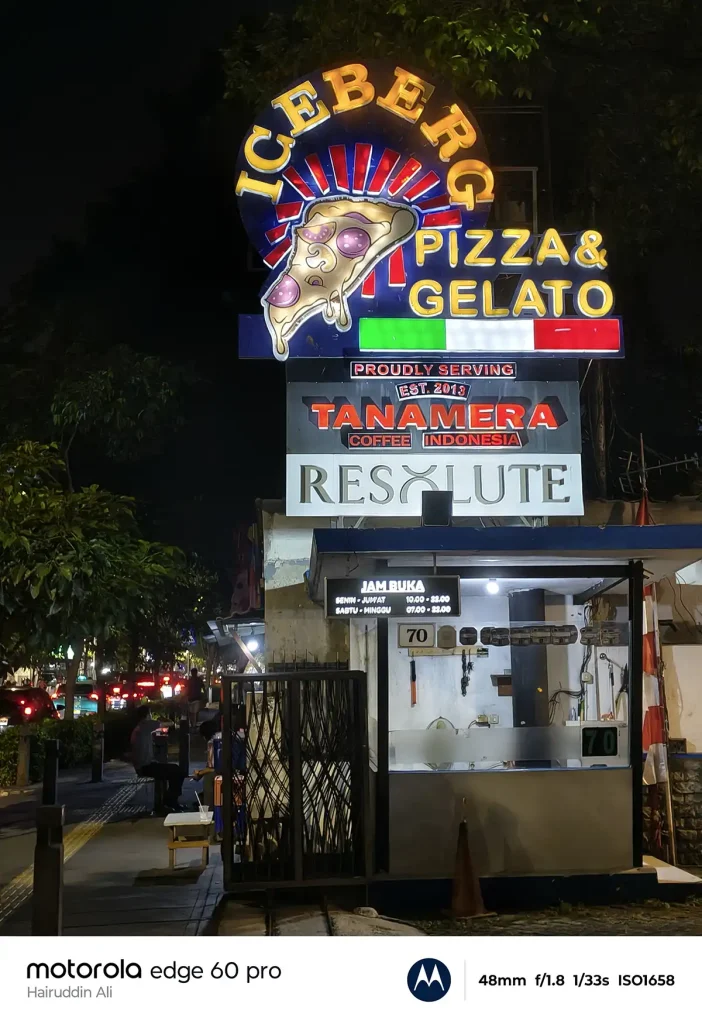 ICEBERG
PIZZA&
GELATO
PROUDLY SERVING
EST. 2013
TANAMERA
COFFEE INDONESIA
RESOLUTE
JAM BUKA
SENIN - JUM'AT 10.00 - 22.00
SABTU - MINGGU 07.00 - 22.00
70
70
motorola edge 60 pro
Hairuddin Ali
48mm f/1.8 1/33s ISO1658